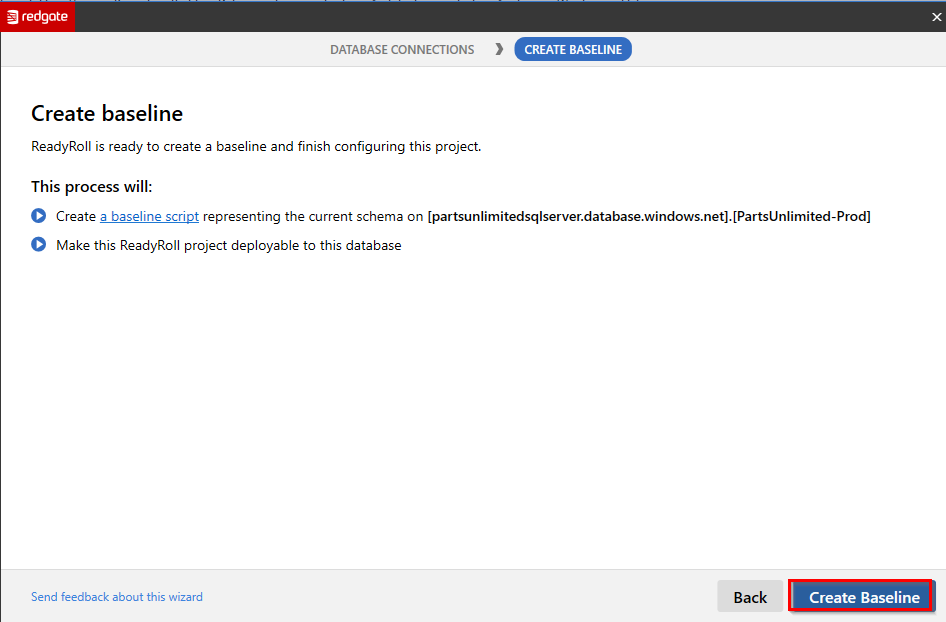 redgate
DATABASE CONNECTIONS
CREATE BASELINE
Create baseline
ReadyRoll is ready to create a baseline and finish configuring this project.
This process will:
Create a baseline script representing the current schema on [partsunlimitedsqlserver.database.windows.net].[PartsUnlimited-Prod]
Make this ReadyRoll project deployable to this database
Send feedback about this wizard
Back
Create Baseline